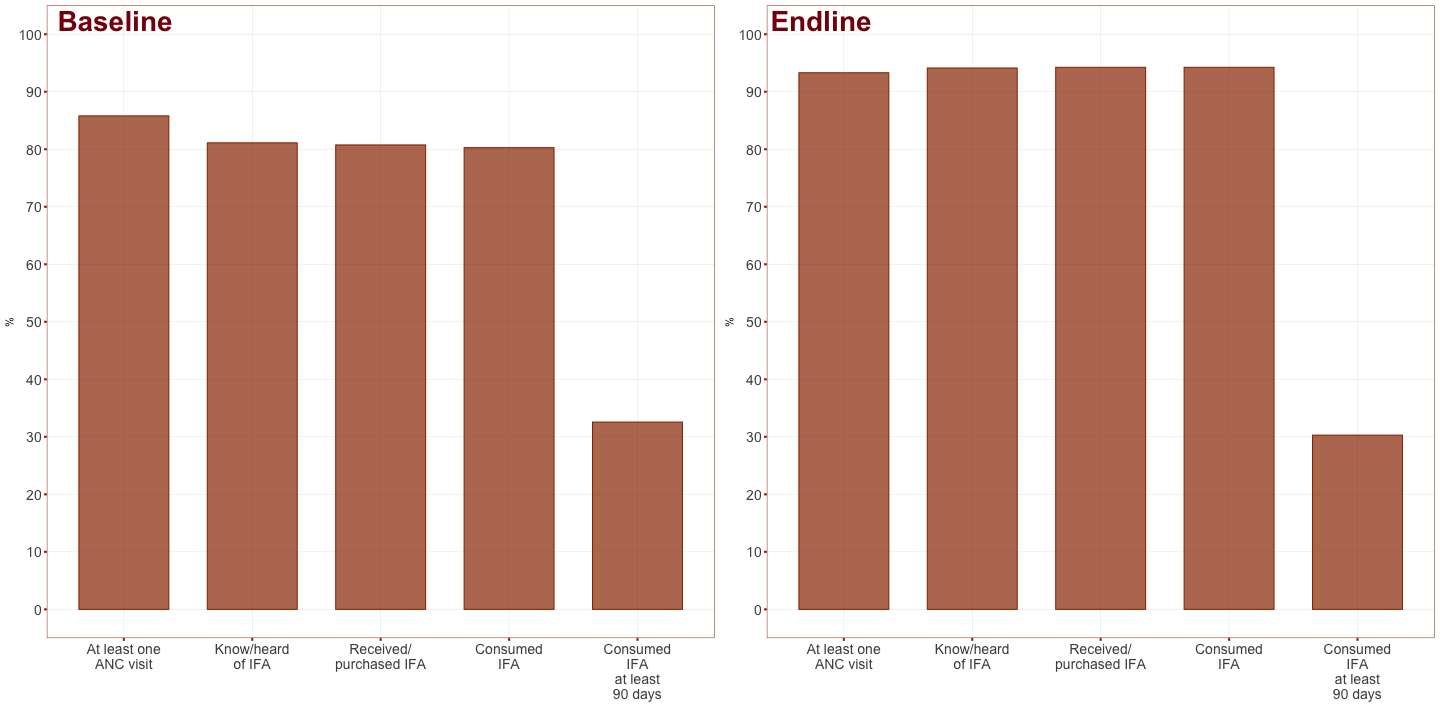 Baseline
100
90
80
70
60
50
40
30
20
10
0
%
At least one
ANC visit
Know/heard
of IFA
Received/
purchased IFA
Consumed
IFA
Consumed
IFA
at least
90 days
Endline
100
90
80
70
60
50
40
30
20
10
0
%
At least one
ANC visit
Know/heard
of IFA
Received/
purchased IFA
Consumed
IFA
Consumed
IFA
at least
90 days